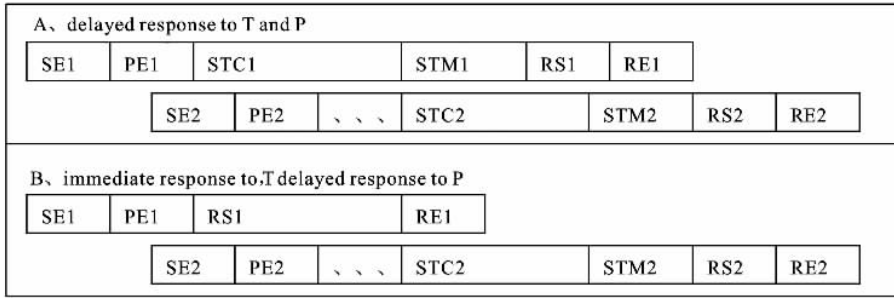 A、delayed response to T and P
SE1 PE1 STC1 STM1 RS1 RE1
SE2 PE2 、、、 STC2 STM2 RS2 RE2
B、immediate response to,T delayed response to P
SE1 PE1 RS1 RE1
SE2 PE2 、、、 STC2 STM2 RS2 RE2